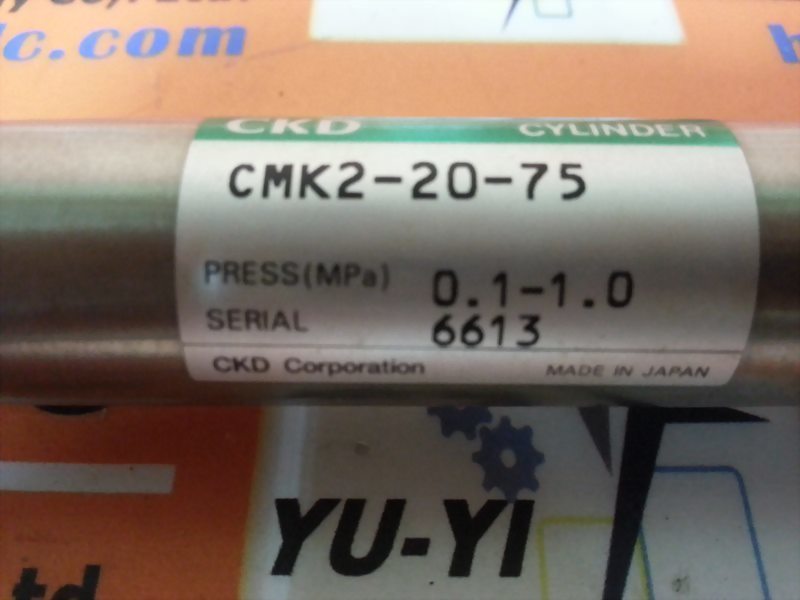 c.com
CKD CYLINDER
CMK2-20-75
PRESS(MPa) 0.1-1.0
SERIAL 6613
CKD Corporation MADE IN JAPAN
YU-YI
td